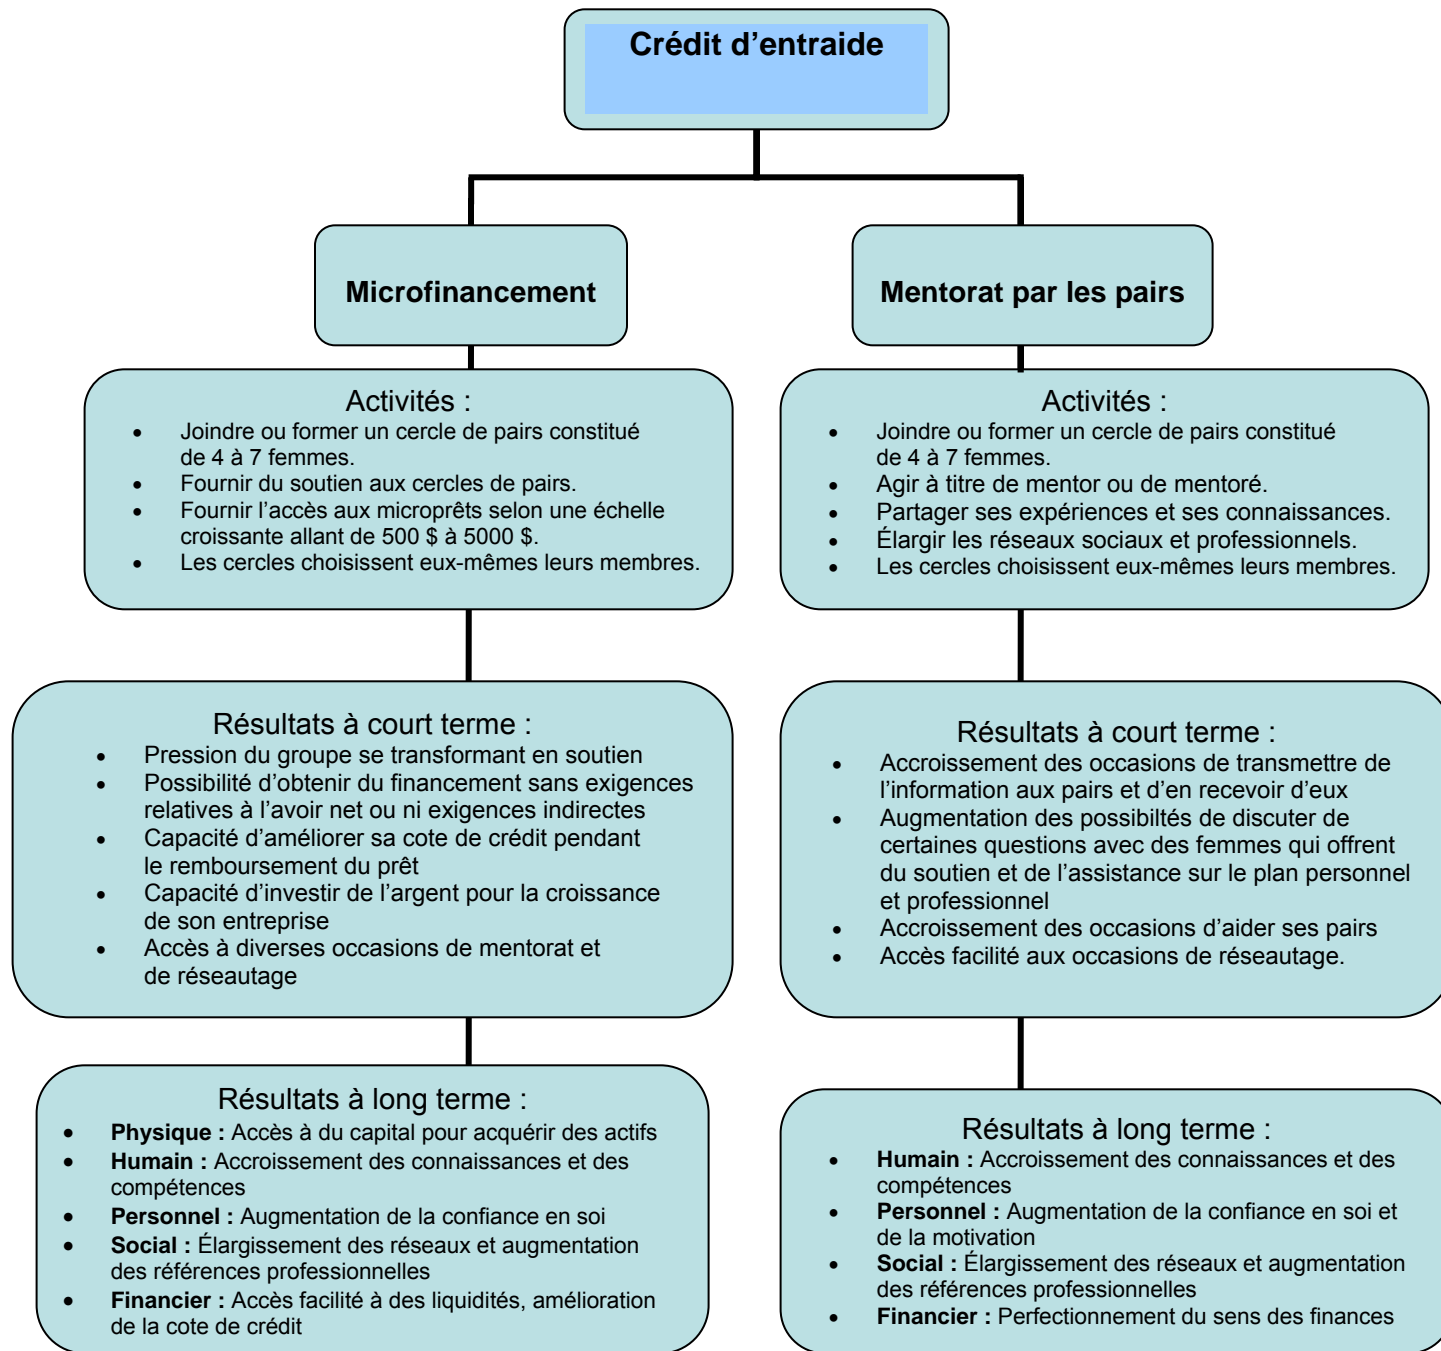 Crédit d’entraide
Microfinancement
Mentorat par les pairs
Activités :
• Joindre ou former un cercle de pairs constitué
de 4 à 7 femmes.
• Fournir du soutien aux cercles de pairs.
• Fournir l’accès aux microprêts selon une échelle
croissante allant de 500 $ à 5000 $.
• Les cercles choisissent eux-mêmes leurs membres.
Activités :
• Joindre ou former un cercle de pairs constitué
de 4 à 7 femmes.
• Agir à titre de mentor ou de mentoré.
• Partager ses expériences et ses connaissances.
• Élargir les réseaux sociaux et professionnels.
• Les cercles choisissent eux-mêmes leurs membres.
Résultats à court terme :
• Pression du groupe se transformant en soutien
• Possibilité d’obtenir du financement sans exigences
relatives à l’avoir net ou ni exigences indirectes
• Capacité d’améliorer sa cote de crédit pendant
le remboursement du prêt
• Capacité d’investir de l’argent pour la croissance
de son entreprise
• Accès à diverses occasions de mentorat et
de réseautage
Résultats à court terme :
• Accroissement des occasions de transmettre de
l’information aux pairs et d’en recevoir d’eux
• Augmentation des possibiltés de discuter de
certaines questions avec des femmes qui offrent
du soutien et de l’assistance sur le plan personnel
et professionnel
• Accroissement des occasions d’aider ses pairs
• Accès facilité aux occasions de réseautage.
Résultats à long terme :
• Physique : Accès à du capital pour acquérir des actifs
• Humain : Accroissement des connaissances et des
compétences
• Personnel : Augmentation de la confiance en soi
• Social : Élargissement des réseaux et augmentation
des références professionnelles
• Financier : Accès facilité à des liquidités, amélioration
de la cote de crédit
Résultats à long terme :
• Humain : Accroissement des connaissances et des
compétences
• Personnel : Augmentation de la confiance en soi et
de la motivation
• Social : Élargissement des réseaux et augmentation
des références professionnelles
• Financier : Perfectionnement du sens des finances